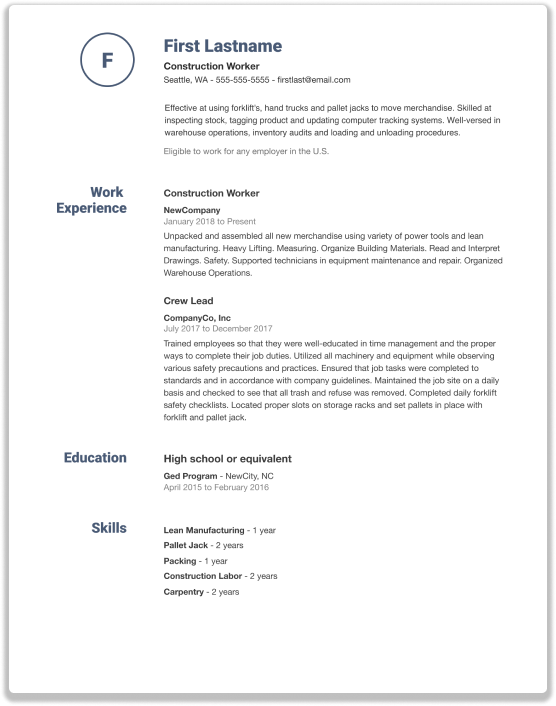 F
First Lastname
Construction Worker
Seattle, WA - 555-555-5555 - firstlast@email.com
Effective at using forklift's, hand trucks and pallet jacks to move merchandise. Skilled at
inspecting stock, tagging product and updating computer tracking systems. Well-versed in
warehouse operations, inventory audits and loading and unloading procedures.
Eligible to work for any employer in the U.S.
Work
Experience
Construction Worker
NewCompany
January 2018 to Present
Unpacked and assembled all new merchandise using variety of power tools and lean
manufacturing. Heavy Lifting. Measuring. Organize Building Materials. Read and Interpret
Drawings. Safety. Supported technicians in equipment maintenance and repair. Organized
Warehouse Operations.
Crew Lead
CompanyCo, Inc
July 2017 to December 2017
Trained employees so that they were well-educated in time management and the proper
ways to complete their job duties. Utilized all machinery and equipment while observing
various safety precautions and practices. Ensured that job tasks were completed to
standards and in accordance with company guidelines. Maintained the job site on a daily
basis and checked to see that all trash and refuse was removed. Completed daily forklift
safety checklists. Located proper slots on storage racks and set pallets in place with
forklift and pallet jack.
Education
High school or equivalent
Ged Program - NewCity, NC
April 2015 to February 2016
Skills
Lean Manufacturing - 1 year
Pallet Jack - 2 years
Packing - 1 year
Construction Labor - 2 years
Carpentry - 2 years